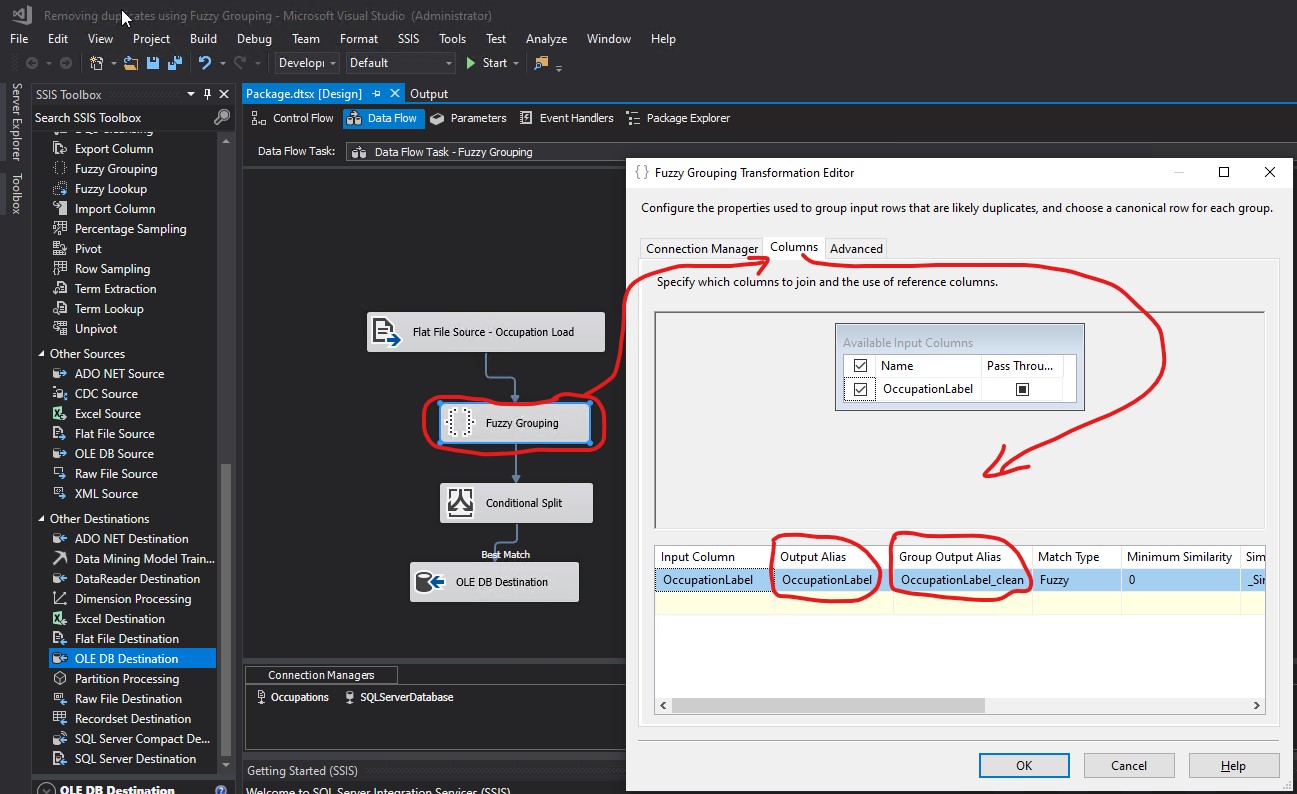 Removing duplicates using Fuzzy Grouping - Microsoft Visual Studio (Administrator)
File Edit View Project Build Debug Team Format SSIS Tools Test Analyze Window Help
Default Start
Server Explorer
Toolbox
SSIS Toolbox
Search SSIS Toolbox
Export Column
Fuzzy Grouping
Fuzzy Lookup
Import Column
Percentage Sampling
Pivot
Row Sampling
Term Extraction
Term Lookup
Unpivot
Other Sources
ADO NET Source
CDC Source
Excel Source
Flat File Source
OLE DB Source
Raw File Source
XML Source
Other Destinations
ADO NET Destination
Data Mining Model Train...
DataReader Destination
Dimension Processing
Excel Destination
Flat File Destination
OLE DB Destination
Partition Processing
Raw File Destination
Recordset Destination
SQL Server Compact De...
SQL Server Destination
OLE DB Destination
Package.dtsx [Design] Output
Control Flow Data Flow Parameters Event Handlers Package Explorer
Data Flow Task: Data Flow Task - Fuzzy Grouping
Flat File Source - Occupation Load
Fuzzy Grouping
Conditional Split
Best Match
OLE DB Destination
Connection Managers
Occupations SQLServerDatabase
Getting Started (SSIS)
Welcome to SQL Server Integration Services (SSIS)
Fuzzy Grouping Transformation Editor
Configure the properties used to group input rows that are likely duplicates, and choose a canonical row for each group.
Connection Manager Columns Advanced
Specify which columns to join and the use of reference columns.
Available Input Columns
Name Pass Throu...
OccupationLabel
Input Column Output Alias Group Output Alias Match Type Minimum Similarity Sim
OccupationLabel OccupationLabel OccupationLabel_clean Fuzzy 0 _Sir
OK Cancel Help